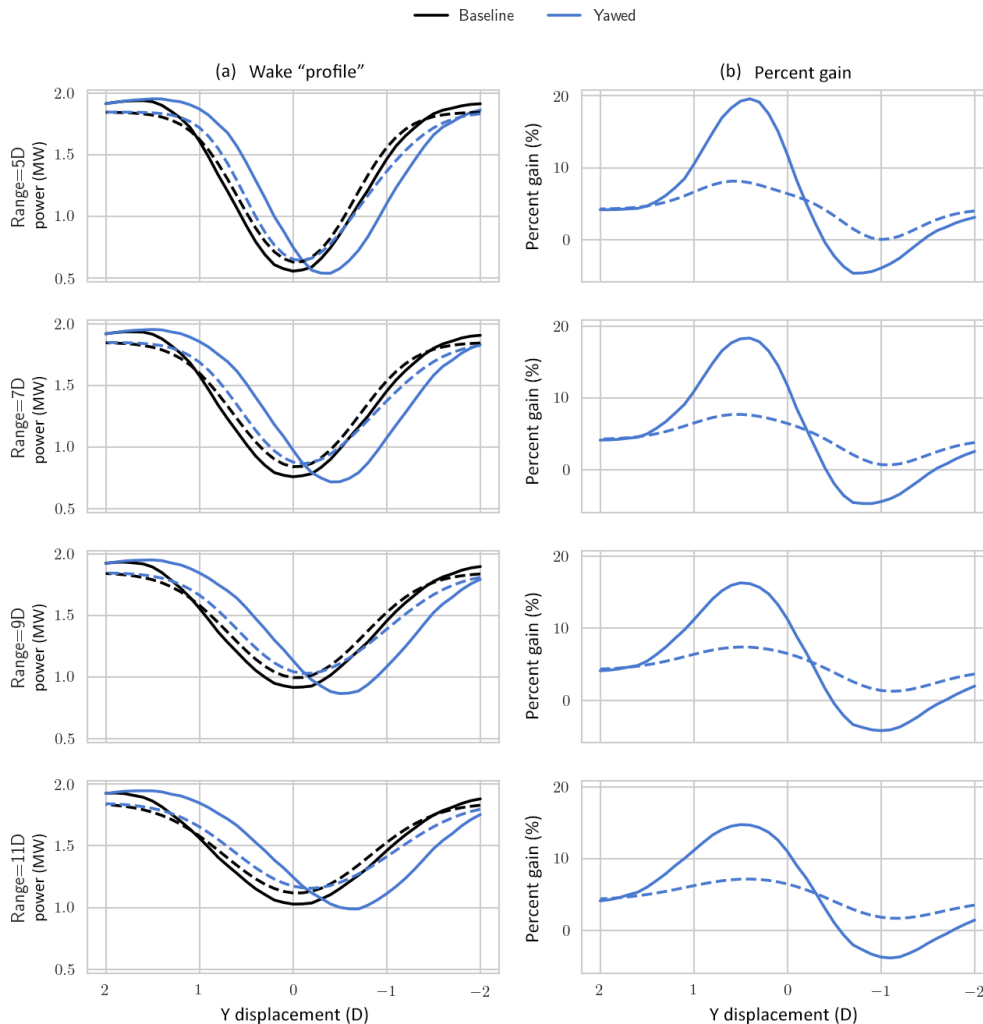 Baseline Yawed
(a) Wake “profile”
(b) Percent gain
Range=5D
power (MW)
2.0
1.5
1.0
0.5
Percent gain (%)
20
10
0
Range=7D
power (MW)
2.0
1.5
1.0
0.5
Percent gain (%)
20
10
0
Range=9D
power (MW)
2.0
1.5
1.0
0.5
Percent gain (%)
20
10
0
Range=11D
power (MW)
2.0
1.5
1.0
0.5
Percent gain (%)
20
10
0
2 1 0 −1 −2
Y displacement (D)
2 1 0 −1 −2
Y displacement (D)